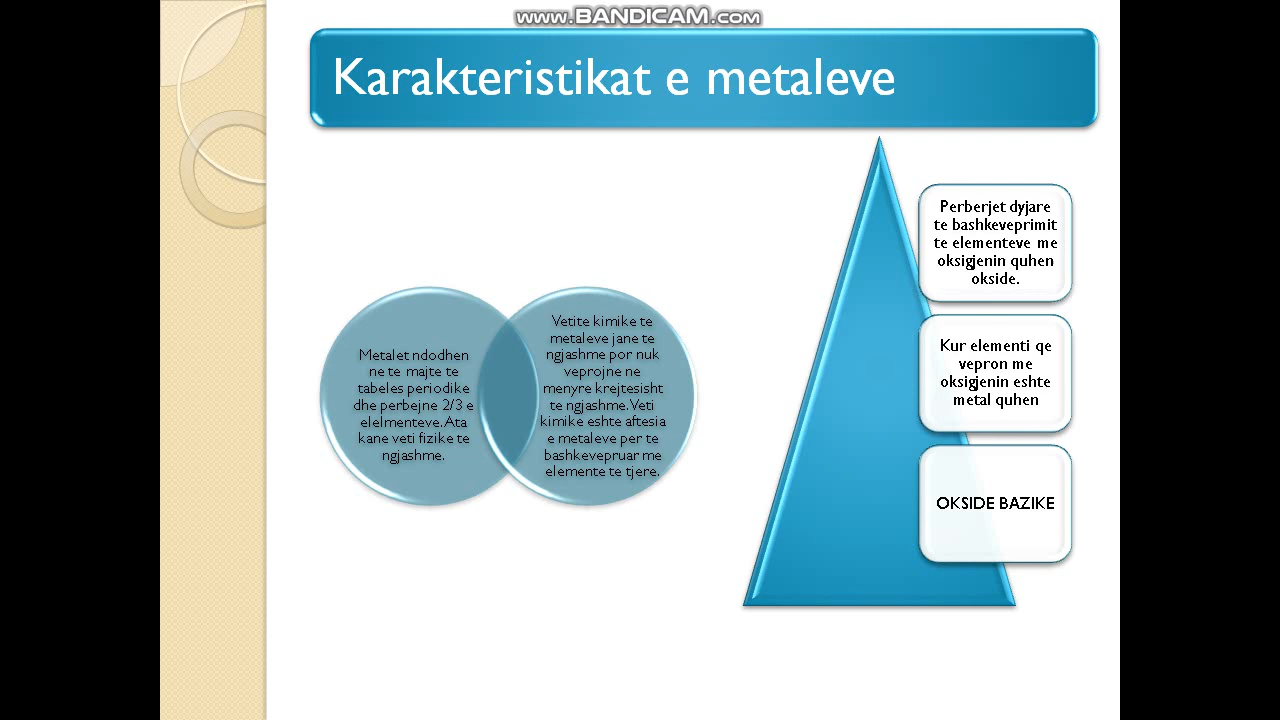 www.BANDICAM.com
Karakteristikat e metaleve
Metalet ndodhen
ne te majte te
tabeles periodike
dhe perbejne 2/3 e
elelmenteve. Ata
kane veti fizike te
ngjashme.
Vetite kimike te
metaleve jane te
ngjashme por nuk
veprojne ne
menyre krejtesisht
te ngjashme. Veti
kimike eshte aftesia
e metaleve per te
bashkevepruar me
elemente te tjere.
Perberjet dyjare
te bashkeveprimit
te elementeve me
oksigjenin quhen
okside.
Kur elementi qe
vepron me
oksigjenin eshte
metal quhen
OKSIDE BAZIKE